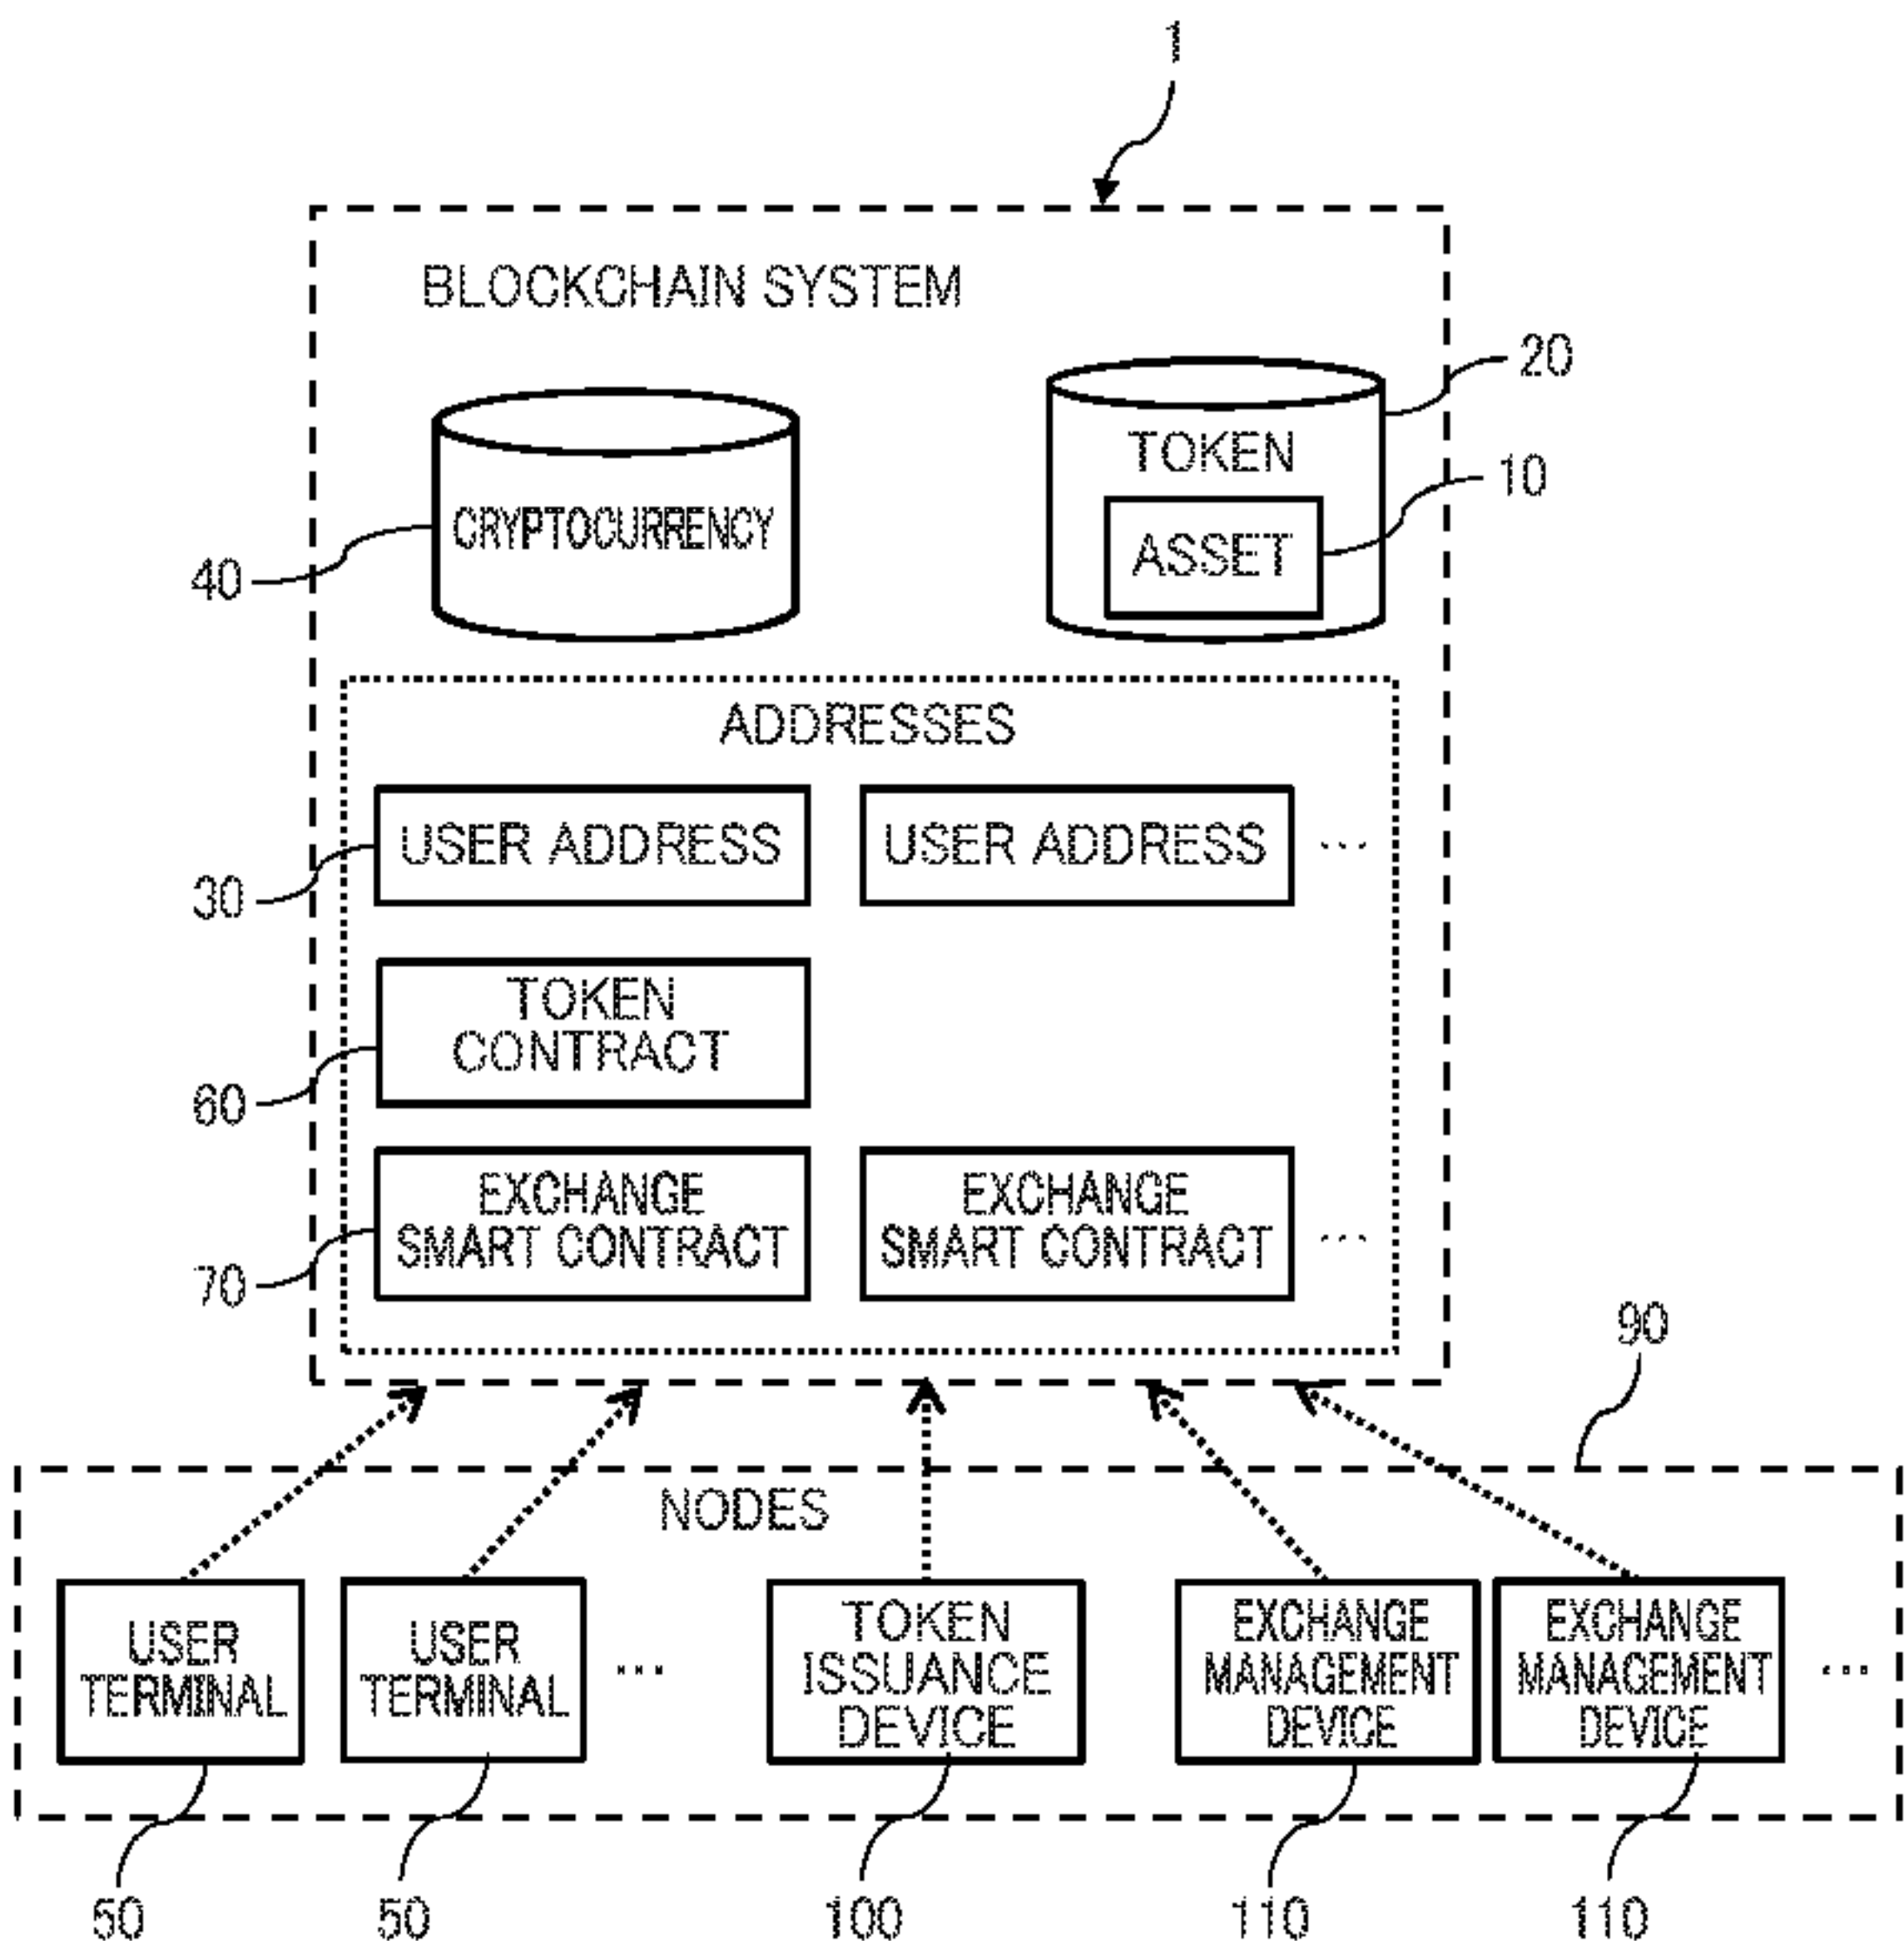 1
BLOCKCHAIN SYSTEM
20
TOKEN
10
CRYPTOCURRENCY
ASSET
40
ADDRESSES
USER ADDRESS
USER ADDRESS
...
30
TOKEN
CONTRACT
60
EXCHANGE
SMART CONTRACT
EXCHANGE
SMART CONTRACT
...
70
90
NODES
USER
TERMINAL
USER
TERMINAL
...
TOKEN
ISSUANCE
DEVICE
EXCHANGE
MANAGEMENT
DEVICE
EXCHANGE
MANAGEMENT
DEVICE
...
50
50
100
110
110